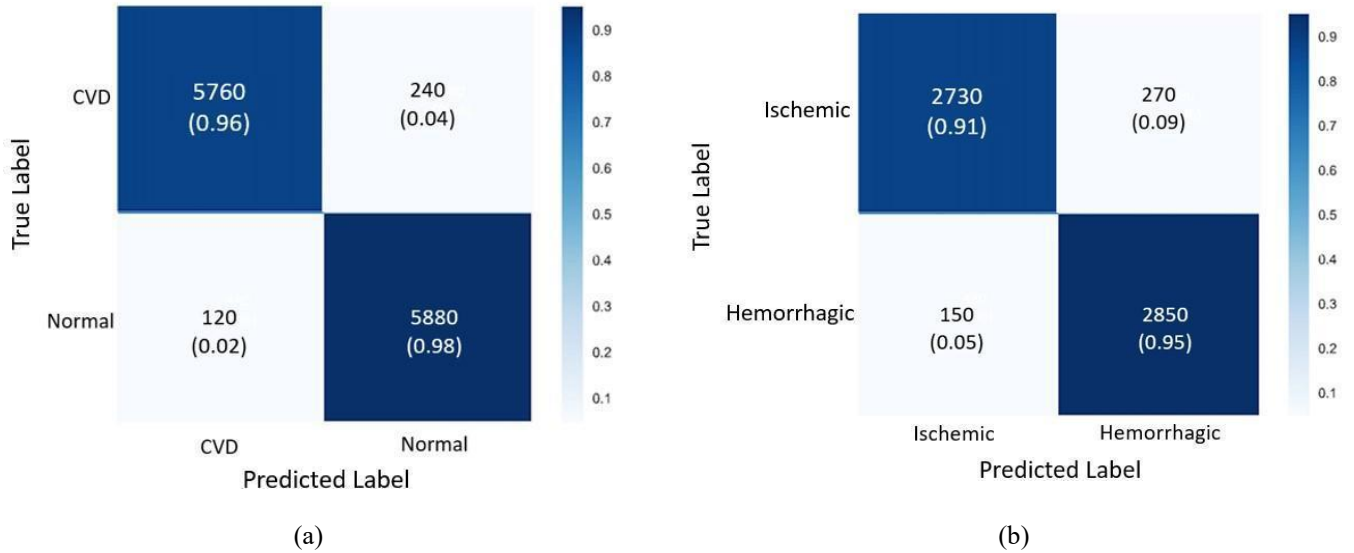 True Label
CVD
5760
(0.96)
240
(0.04)
Normal
120
(0.02)
5880
(0.98)
CVD
Normal
Predicted Label
0.9
0.8
0.7
0.6
0.5
0.4
0.3
0.2
0.1
(a)
True Label
Ischemic
2730
(0.91)
270
(0.09)
Hemorrhagic
150
(0.05)
2850
(0.95)
Ischemic
Hemorrhagic
Predicted Label
0.9
0.8
0.7
0.6
0.5
0.4
0.3
0.2
0.1
(b)